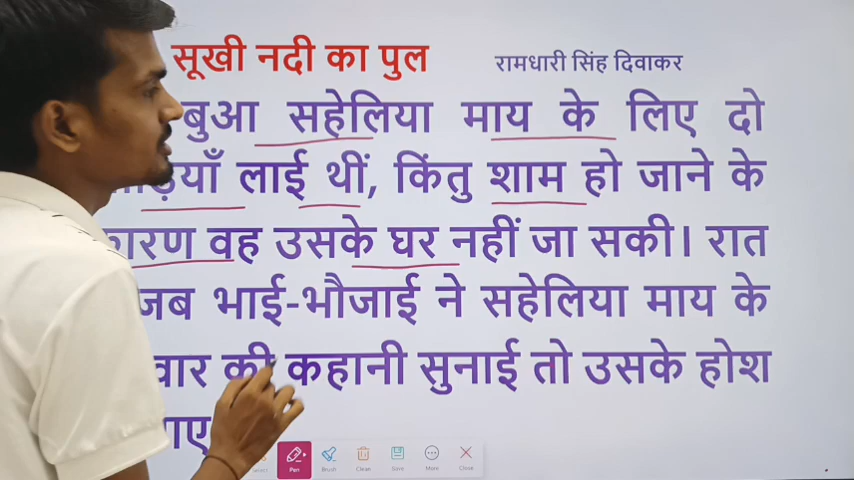 सूखी नदी का पुल
रामधारी सिंह दिवाकर
बुआ सहेलिया माय के लिए दो
लाई थीं, किंतु शाम हो जाने के
वह उसके घर नहीं जा सकी। रात
जब भाई-भौजाई ने सहेलिया माय के
की कहानी सुनाई तो उसके होश
Pen
Brush
Clean
Save
More
Close